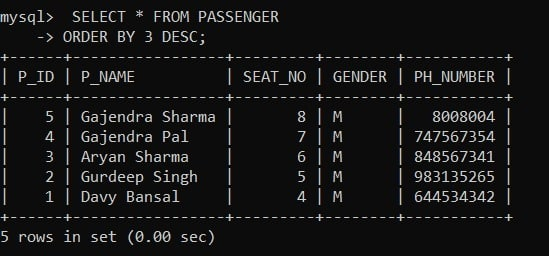 mysql>  SELECT * FROM PASSENGER
    -> ORDER BY 3 DESC;
+------+-----------------+---------+--------+-----------+
| P_ID | P_NAME          | SEAT_NO | GENDER | PH_NUMBER |
+------+-----------------+---------+--------+-----------+
|    5 | Gajendra Sharma |       8 | M      |   8008004 |
|    4 | Gajendra Pal    |       7 | M      | 747567354 |
|    3 | Aryan Sharma    |       6 | M      | 848567341 |
|    2 | Gurdeep Singh   |       5 | M      | 983135265 |
|    1 | Davy Bansal     |       4 | M      | 644534342 |
+------+-----------------+---------+--------+-----------+
5 rows in set (0.00 sec)